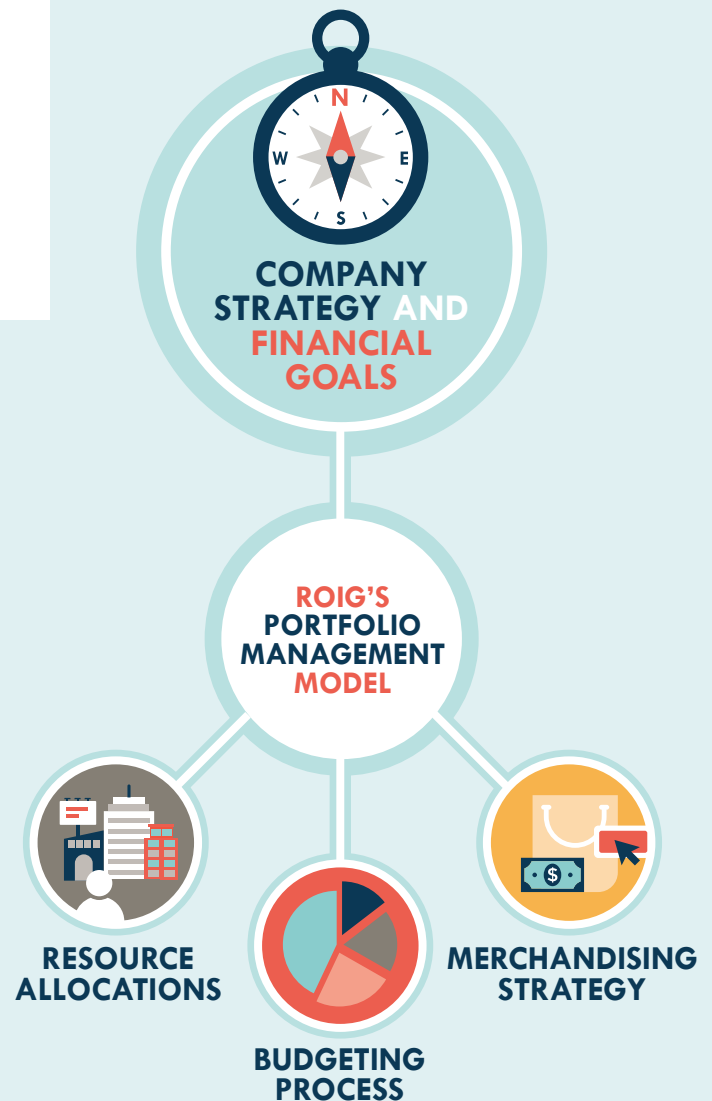 N
W E
S
COMPANY
STRATEGY AND
FINANCIAL
GOALS
ROIG'S
PORTFOLIO
MANAGEMENT
MODEL
$
RESOURCE
ALLOCATIONS
MERCHANDISING
STRATEGY
BUDGETING
PROCESS